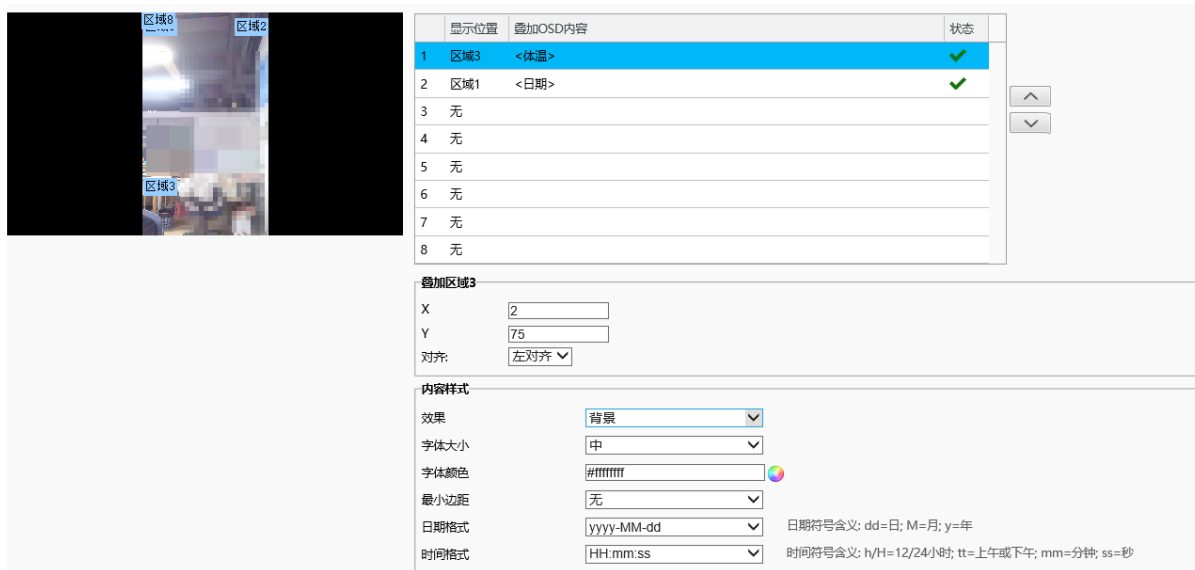 区域8
区域2
区域3
显示位置 叠加OSD内容 状态
1 区域3 <体温>
2 区域1 <日期>
3 无
4 无
5 无
6 无
7 无
8 无
叠加区域3
X 2
Y 75
对齐: 左对齐
内容样式
效果 背景
字体大小 中
字体颜色 #ffffffff
最小边距 无
日期格式 yyyy-MM-dd 日期符号含义: dd=日; M=月; y=年
时间格式 HH:mm:ss 时间符号含义: h/H=12/24小时; tt=上午或下午; mm=分钟; ss=秒